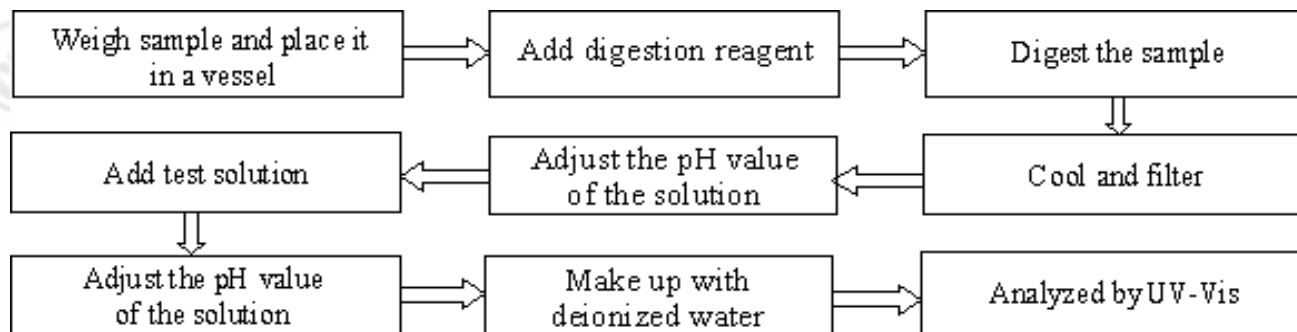 Weigh sample and place it
in a vessel
Add digestion reagent
Digest the sample
Cool and filter
Adjust the pH value
of the solution
Add test solution
Adjust the pH value
of the solution
Make up with
deionized water
Analyzed by UV-Vis